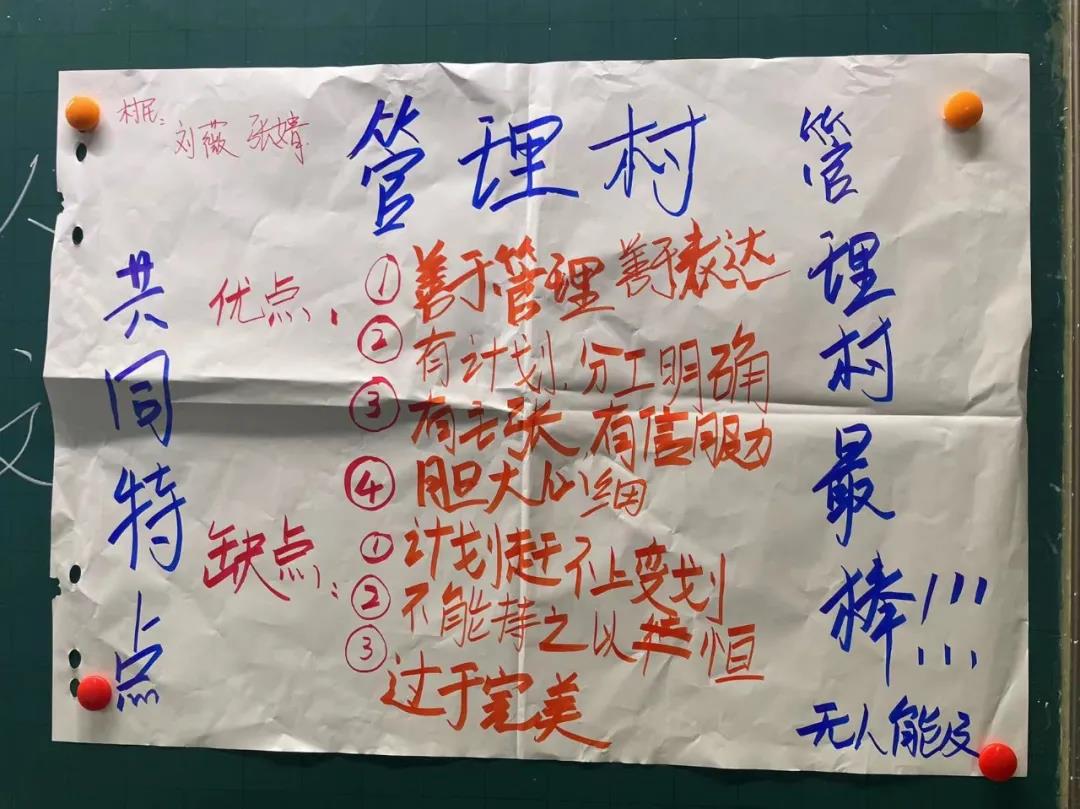 村民:
刘薇 张婧
管理村
共同特点
优点:
① 善于管理 善于表达
② 有计划.分工明确
③ 有主张.有信服力
④ 胆大心细
缺点:
① 计划赶不上变划
② 不能持之以恒
③ 过于完美
管理村最棒!!!
无人能及